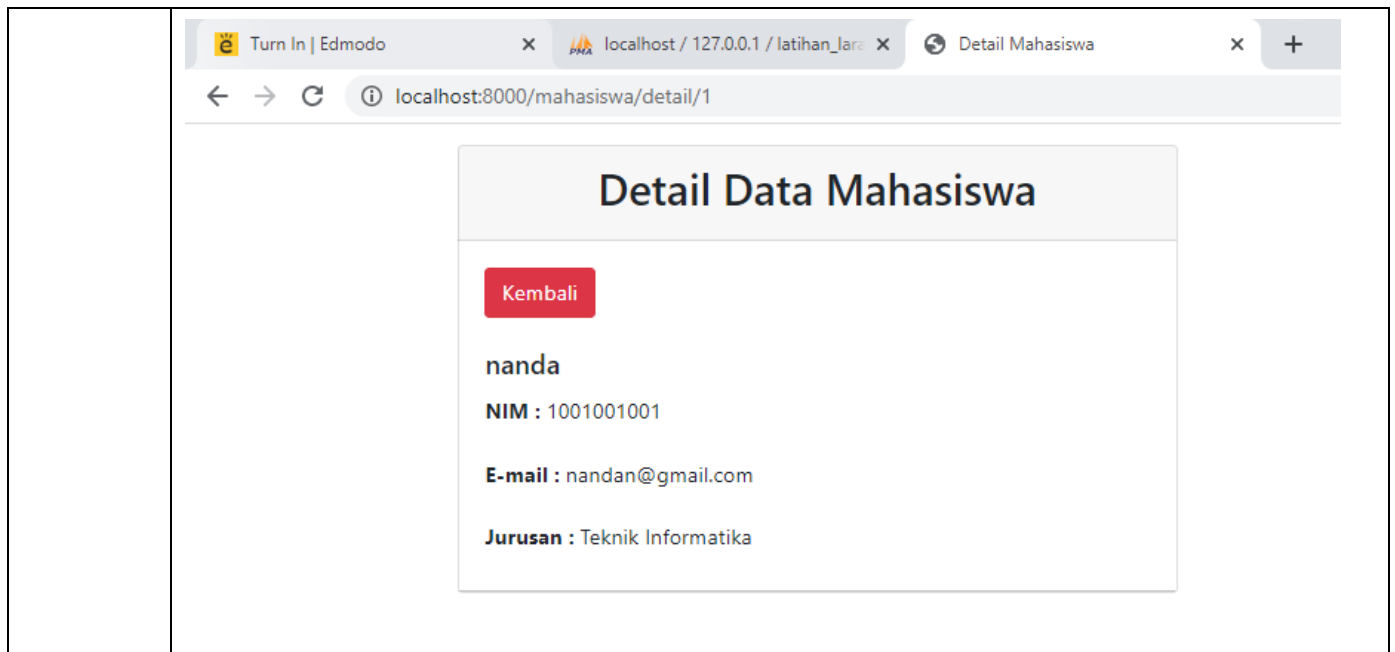 Turn In | Edmodo
localhost / 127.0.0.1 / latihan_lara
Detail Mahasiswa
localhost:8000/mahasiswa/detail/1
Detail Data Mahasiswa
Kembali
nanda
NIM : 1001001001
E-mail : nandan@gmail.com
Jurusan : Teknik Informatika